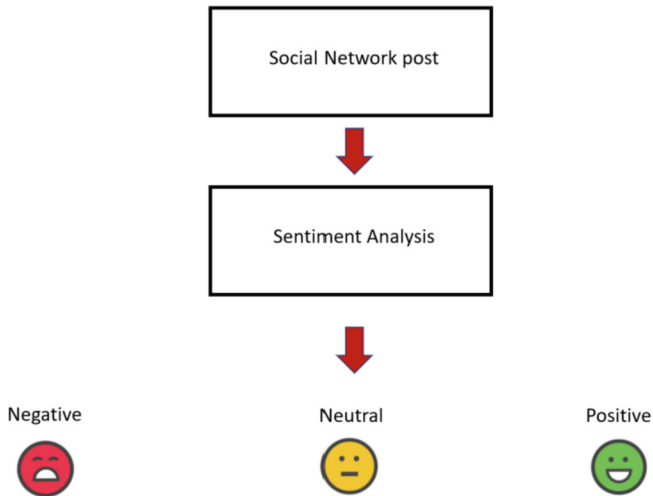 Social Network post
Sentiment Analysis
Negative
Neutral
Positive